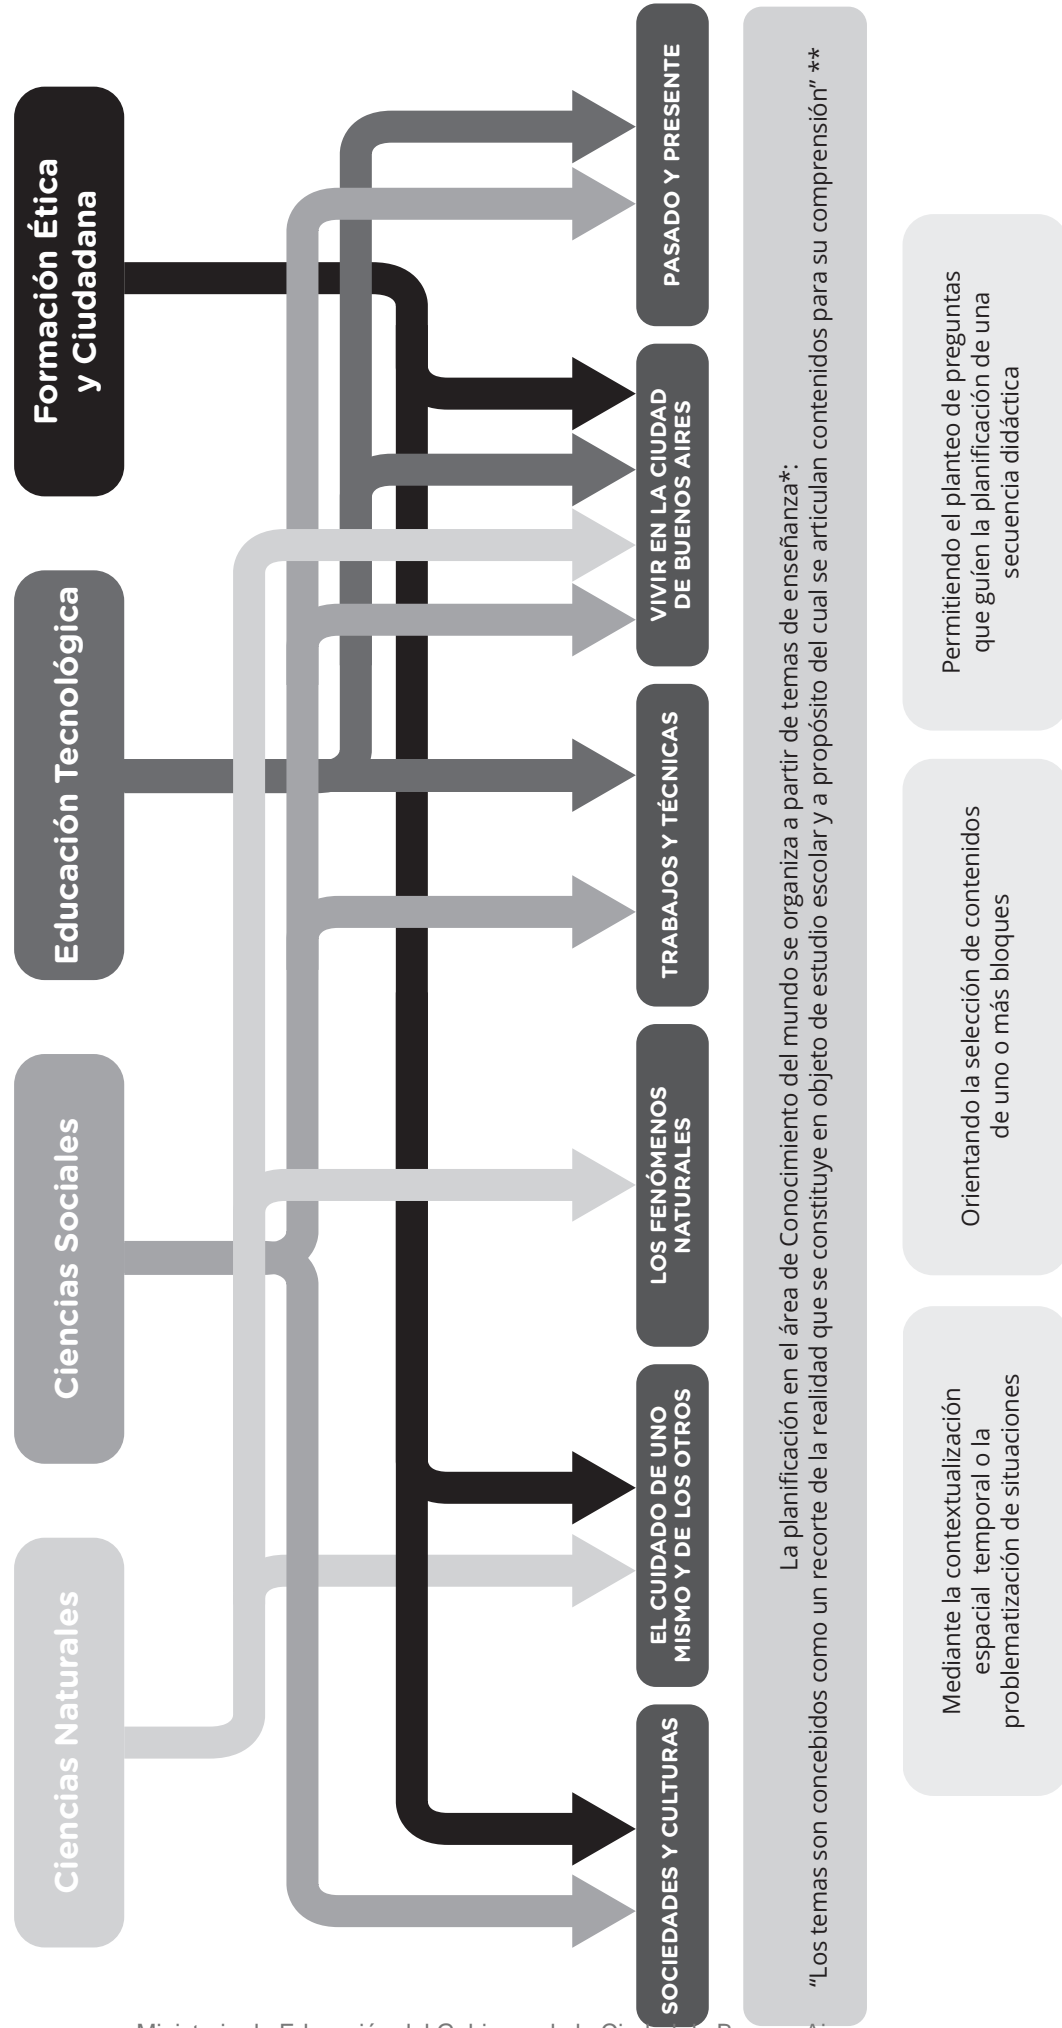 Ciencias Naturales
Ciencias Sociales
Educación Tecnológica
Formación Ética
y Ciudadana
SOCIEDADES Y CULTURAS
EL CUIDADO DE UNO
MISMO Y DE LOS OTROS
LOS FENÓMENOS
NATURALES
TRABAJOS Y TÉCNICAS
VIVIR EN LA CIUDAD
DE BUENOS AIRES
PASADO Y PRESENTE
La planificación en el área de Conocimiento del mundo se organiza a partir de temas de enseñanza*:
“Los temas son concebidos como un recorte de la realidad que se constituye en objeto de estudio escolar y a propósito del cual se articulan contenidos para su comprensión” **
Mediante la contextualización
espacial temporal o la
problematización de situaciones
Orientando la selección de contenidos
de uno o más bloques
Permitiendo el planteo de preguntas
que guíen la planificación de una
secuencia didáctica